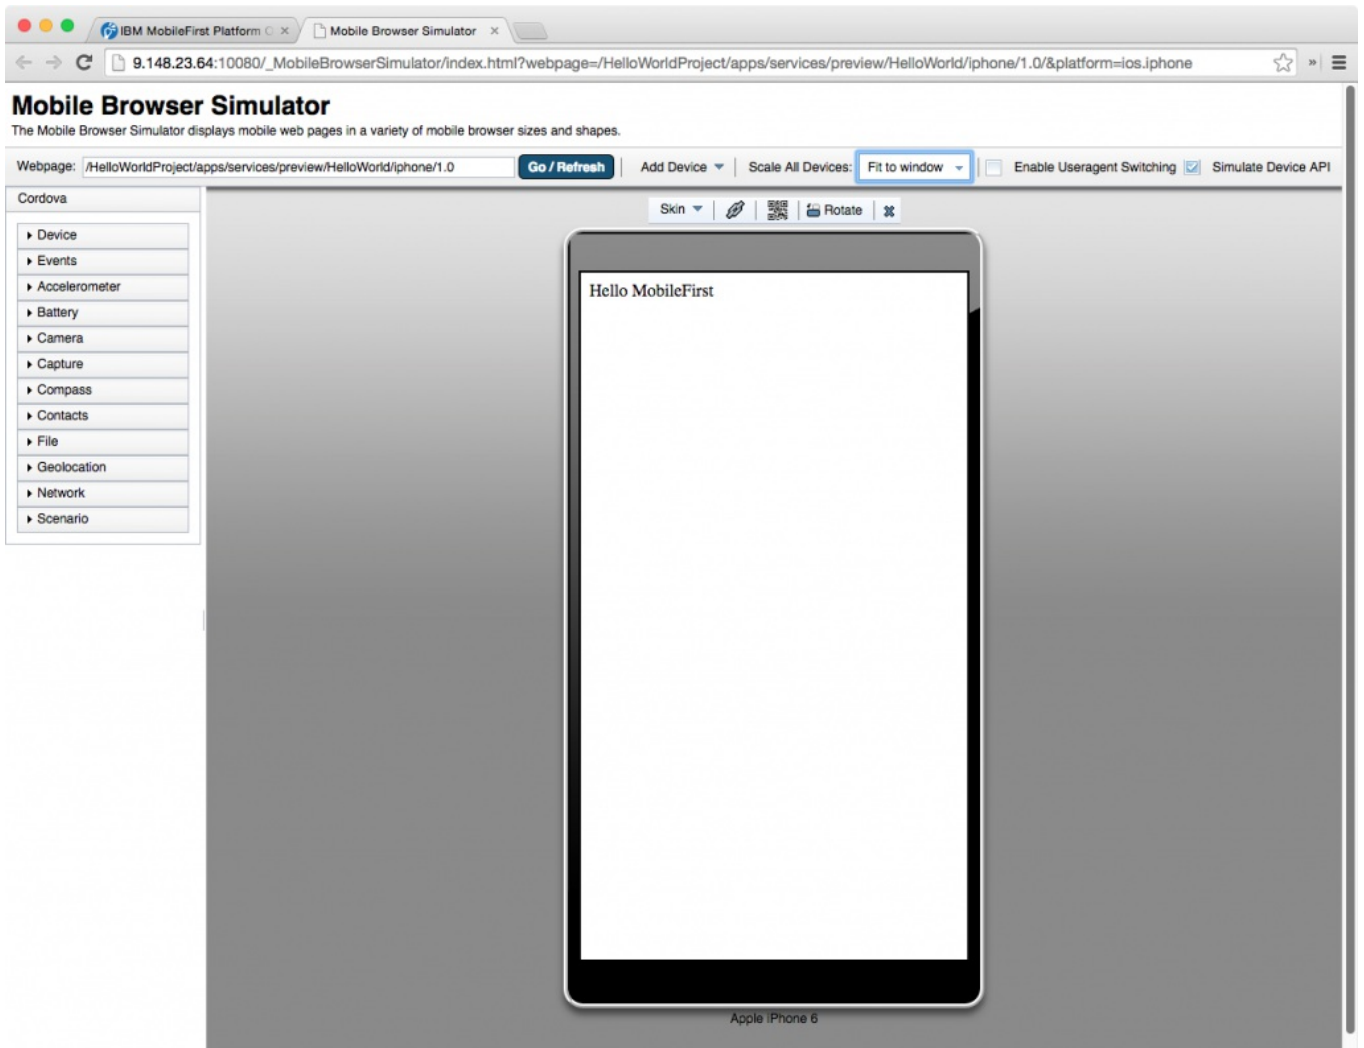 IBM MobileFirst Platform C
Mobile Browser Simulator
9.148.23.64:10080/_MobileBrowserSimulator/index.html?webpage=/HelloWorldProject/apps/services/preview/HelloWorld/iphone/1.0/&platform=ios.iphone
Mobile Browser Simulator
The Mobile Browser Simulator displays mobile web pages in a variety of mobile browser sizes and shapes.
Webpage: /HelloWorldProject/apps/services/preview/HelloWorld/iphone/1.0 Go / Refresh Add Device Scale All Devices: Fit to window Enable Useragent Switching Simulate Device API
Cordova
Skin Rotate
Device
Events
Accelerometer
Battery
Camera
Capture
Compass
Contacts
File
Geolocation
Network
Scenario
Hello MobileFirst
Apple iPhone 6